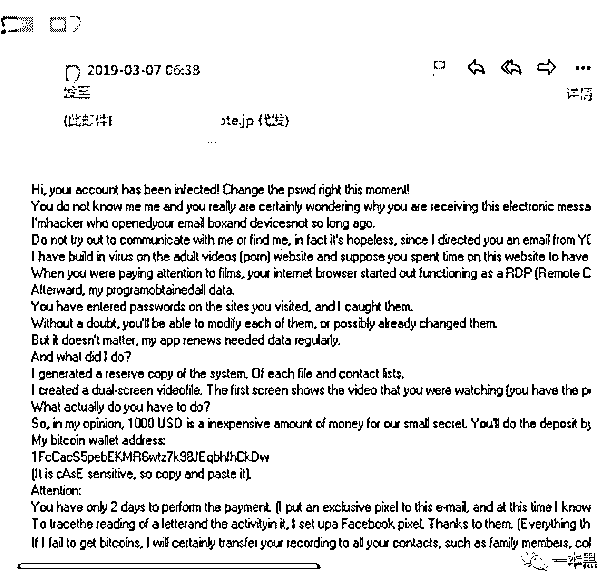 2019-03-07 06:38
发至
详情
(此邮件 ote.jp 代发)
...
Hi, your account has been infected! Change the pswd right this moment!
You do not know me me and you really are certainly wondering why you are receiving this electronic messa
I'mhacker who openedyour email boxand devicesnot so long ago.
Do not try out to communicate with me or find me, in fact it's hopeless, since I directed you an email from YO
I have build in virus on the adult videos (porn) website and suppose you spent time on this website to have
When you were paying attention to films, your internet browser started out functioning as a RDP (Remote C
Afterward, my programobtainedall data.
You have entered passwords on the sites you visited, and I caught them.
Without a doubt, you'll be able to modify each of them, or possibly already changed them.
But it doesn't matter, my app renews needed data regularly.
And what did I do?
I generated a reserve copy of the system. Of each file and contact lists.
I created a dual-screen videofile. The first screen shows the video that you were watching (you have the
What actually do you have to do?
So, in my opinion, 1000 USD is a inexpensive amount of money for our small secret. You'll do the deposit by
My bitcoin wallet address:
(It is cAsE sensitive, so copy and paste it).
Attention:
You have only 2 days to perform the payment. (I put an exclusive pixel to this e-mail, and at this time I know
To tracethe reading of a letterand the activityin it, I set upa Facebook pixel. Thanks to them. (Everything th
If I fail to get bitcoins, I will certainly transfer your recording to all your contacts, such as family members, col
一本黑